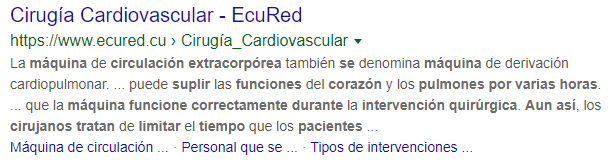 Cirugía Cardiovascular - EcuRed
https://www.ecured.cu › Cirugía_Cardiovascular ▾
La máquina de circulación extracorpórea también se denomina máquina de derivación
cardiopulmonar. ... puede suplir las funciones del corazón y los pulmones por varias horas.
... que la máquina funcione correctamente durante la intervención quirúrgica. Aun así, los
cirujanos tratan de limitar el tiempo que los pacientes ...
Máquina de circulación ... · Personal que se ... · Tipos de intervenciones ...